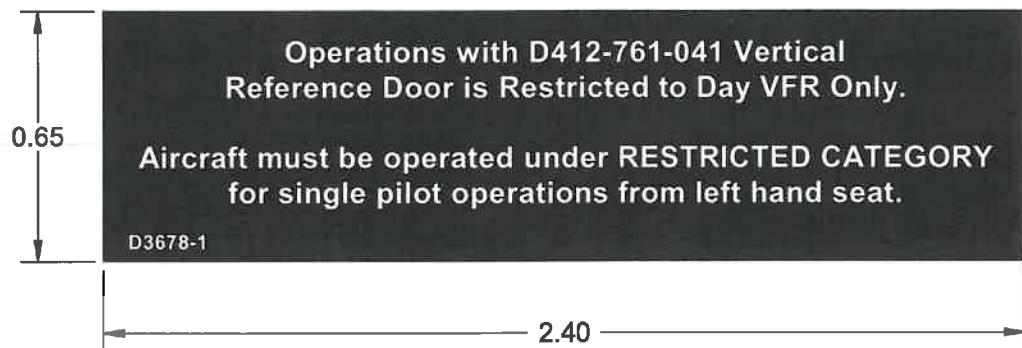 Operations with D412-761-041 Vertical
Reference Door is Restricted to Day VFR Only.
0.65
Aircraft must be operated under RESTRICTED CATEGORY
for single pilot operations from left hand seat.
D3678-1
2.40